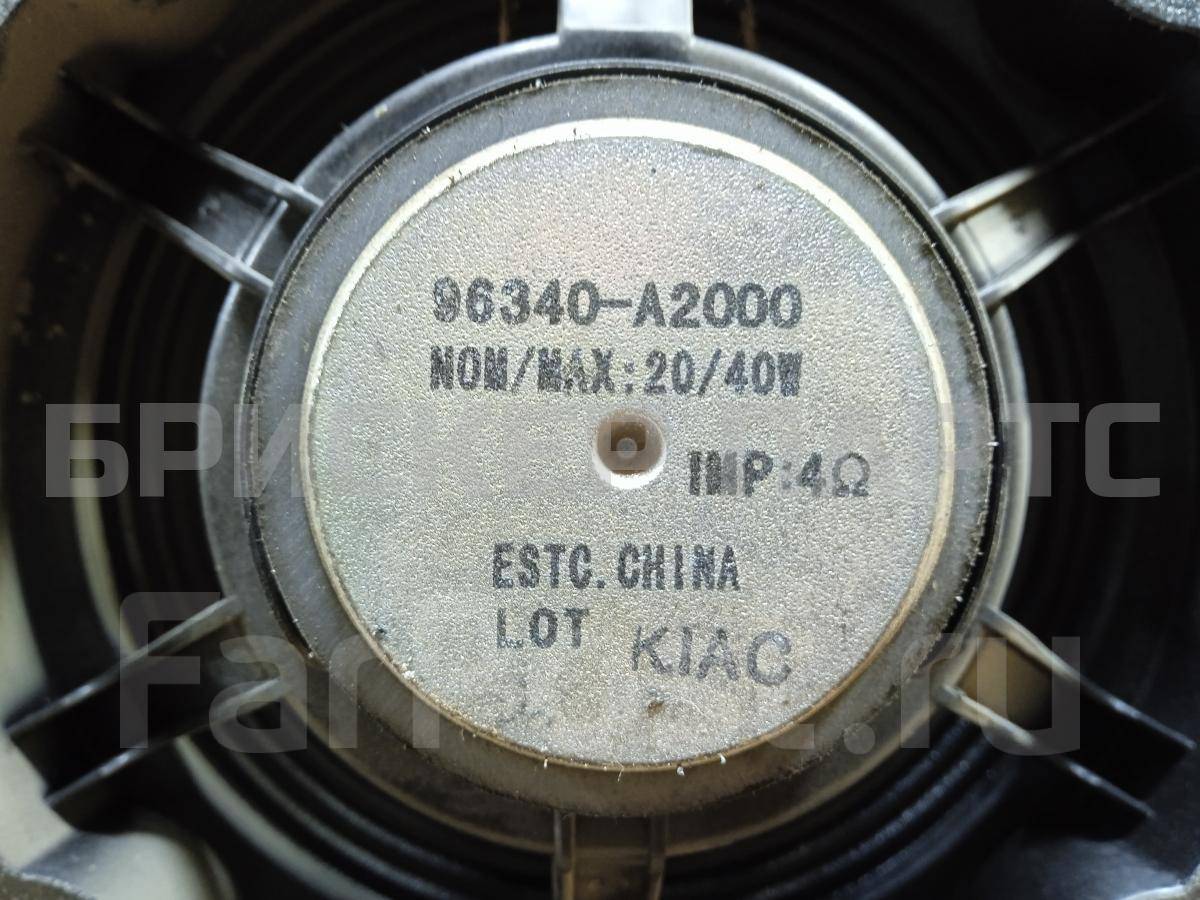 96340-A2000
NOM/MAX:20/40W
IMP:4Ω
ESTC.CHINA
LOT KIAC